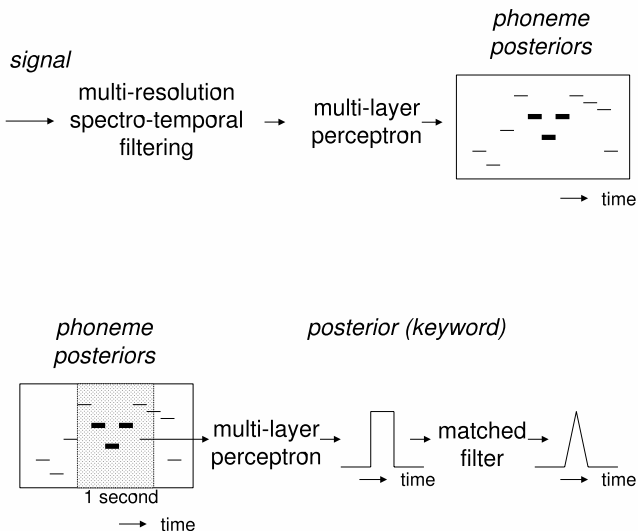 phoneme
posteriors
signal
multi-resolution
spectro-temporal
filtering
multi-layer
perceptron
time
phoneme
posteriors
posterior (keyword)
multi-layer
perceptron
matched
filter
time
time
1 second
time